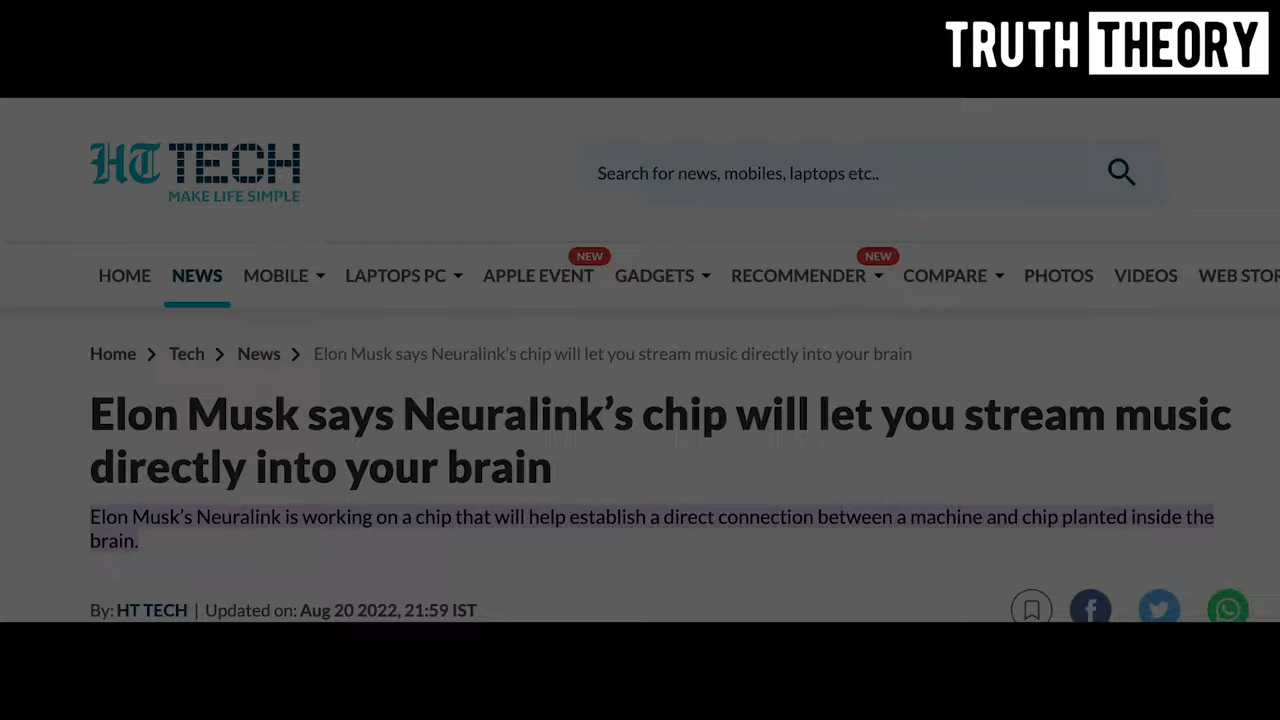 TRUTH THEORY
HT TECH
MAKE LIFE SIMPLE
Search for news, mobiles, laptops etc..
NEW NEW
HOME NEWS MOBILE LAPTOPS PC APPLE EVENT GADGETS RECOMMENDER COMPARE PHOTOS VIDEOS WEB STOR
Home > Tech > News > Elon Musk says Neuralink's chip will let you stream music directly into your brain
Elon Musk says Neuralink’s chip will let you stream music
directly into your brain
Elon Musk’s Neuralink is working on a chip that will help establish a direct connection between a machine and chip planted inside the
brain.
By: HT TECH | Updated on: Aug 20 2022, 21:59 IST